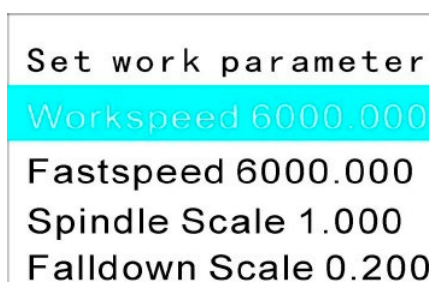 Set work parameter
Workspeed 6000.000
Fastspeed 6000.000
Spindle Scale 1.000
Falldown Scale 0.200